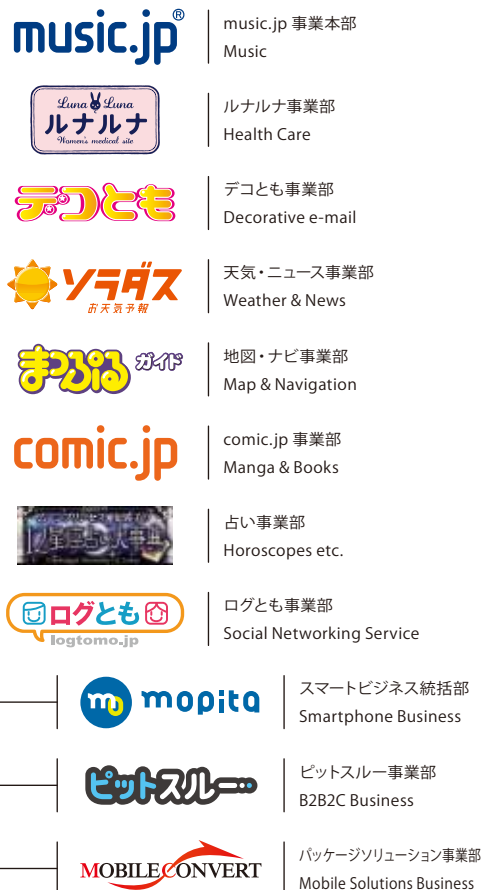 music.jp®
music.jp 事業本部
Music
Luna Luna
ルナルナ
Women's medical site
ルナルナ事業部
Health Care
デコとも
デコとも事業部
Decorative e-mail
ソラダス
お天気予報
天気・ニュース事業部
Weather & News
まっぷる ガイド
地図・ナビ事業部
Map & Navigation
comic.jp
comic.jp 事業部
Manga & Books
占い事業部
Horoscopes etc.
ログとも
logtomo.jp
ログとも事業部
Social Networking Service
mopita
スマートビジネス統括部
Smartphone Business
ピットスルー
ピットスルー事業部
B2B2C Business
MOBILE CONVERT
パッケージソリューション事業部
Mobile Solutions Business